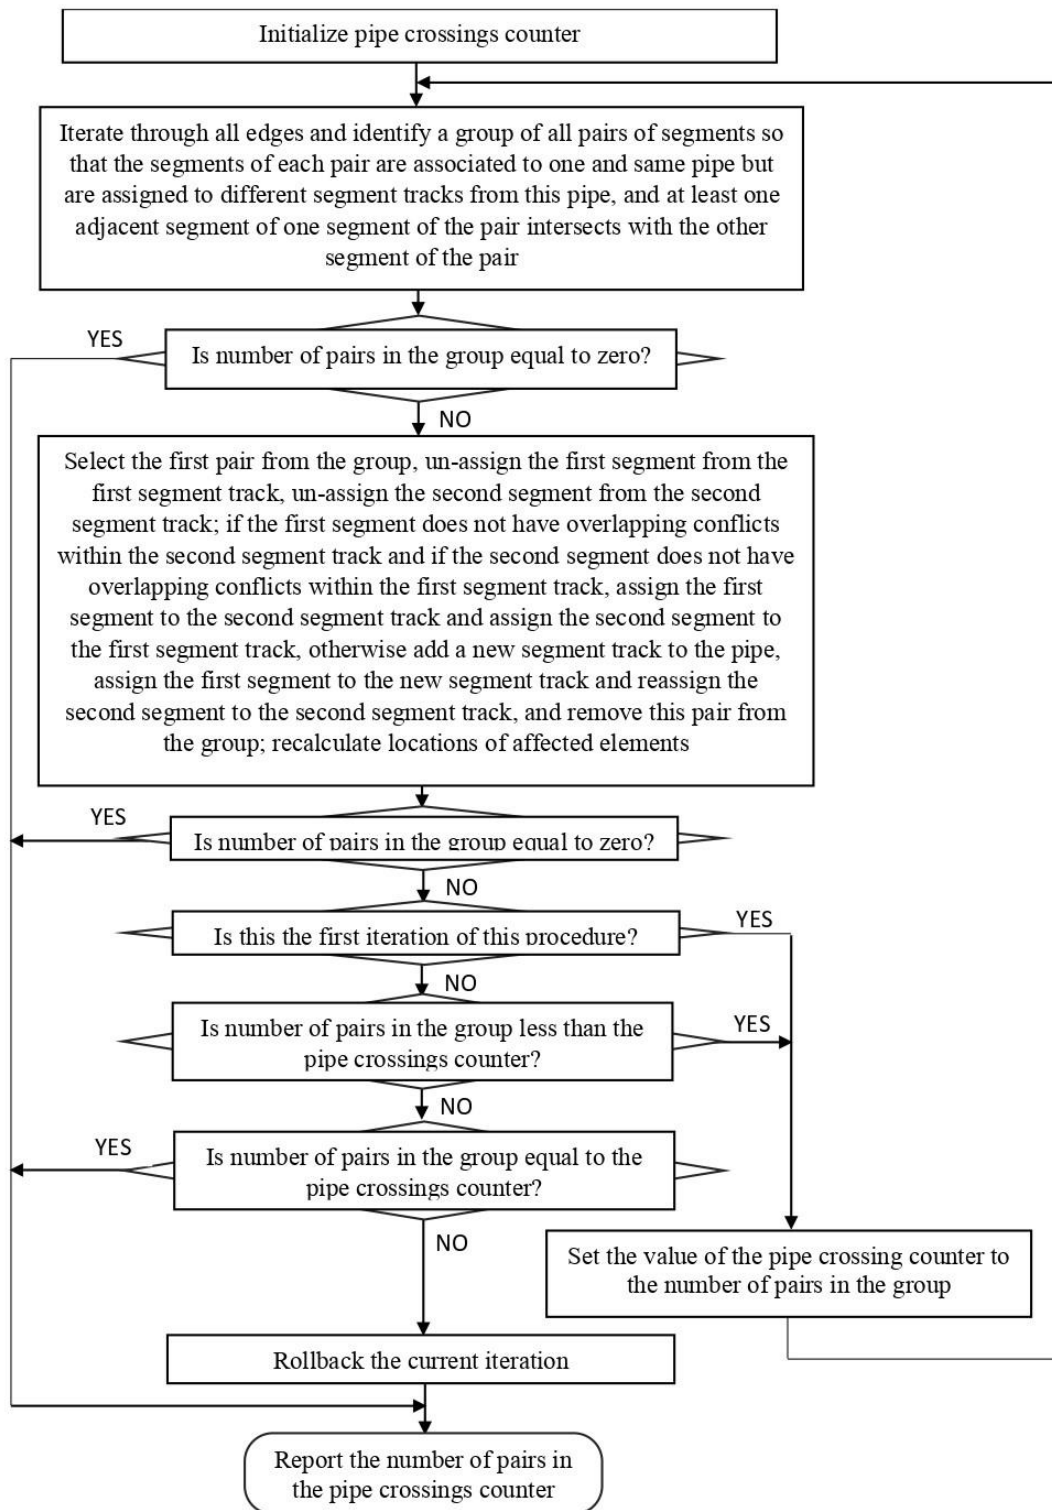 Initialize pipe crossings counter
Iterate through all edges and identify a group of all pairs of segments so
that the segments of each pair are associated to one and same pipe but
are assigned to different segment tracks from this pipe, and at least one
adjacent segment of one segment of the pair intersects with the other
segment of the pair
YES
Is number of pairs in the group equal to zero?
NO
Select the first pair from the group, un-assign the first segment from the
first segment track, un-assign the second segment from the second
segment track; if the first segment does not have overlapping conflicts
within the second segment track and if the second segment does not have
overlapping conflicts within the first segment track, assign the first
segment to the second segment track and assign the second segment to
the first segment track, otherwise add a new segment track to the pipe,
assign the first segment to the new segment track and reassign the
second segment to the second segment track, and remove this pair from
the group; recalculate locations of affected elements
YES
Is number of pairs in the group equal to zero?
NO
YES
Is this the first iteration of this procedure?
NO
Is number of pairs in the group less than the
pipe crossings counter?
YES
NO
YES
Is number of pairs in the group equal to the
pipe crossings counter?
NO
Set the value of the pipe crossing counter to
the number of pairs in the group
Rollback the current iteration
Report the number of pairs in
the pipe crossings counter